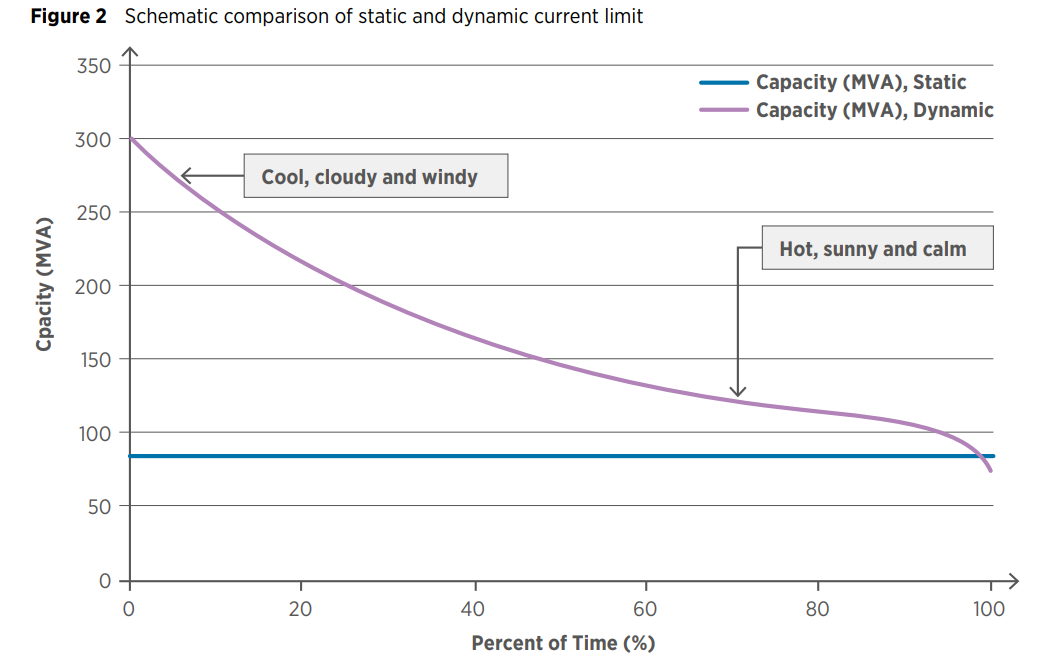 Figure 2 Schematic comparison of static and dynamic current limit
350
300
250
200
150
100
50
0
Cpacity (MVA)
Capacity (MVA), Static
Capacity (MVA), Dynamic
Cool, cloudy and windy
Hot, sunny and calm
0 20 40 60 80 100
Percent of Time (%)